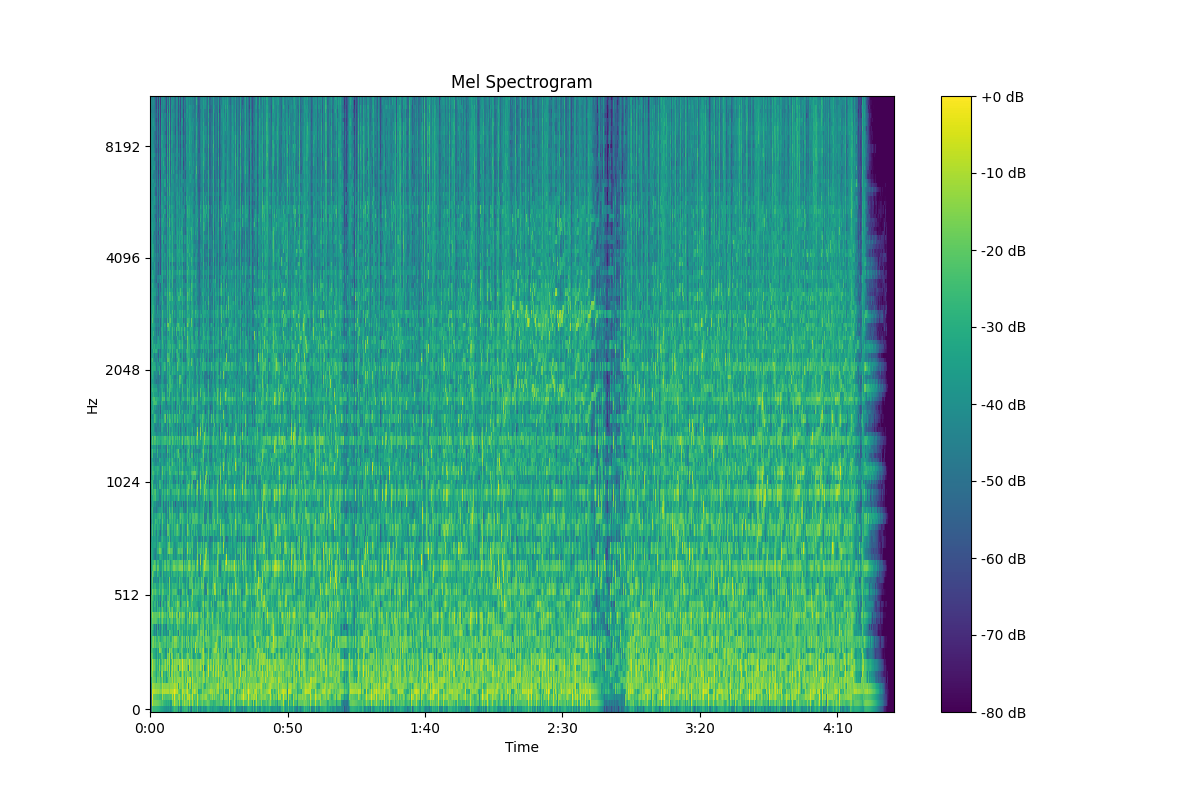 Mel Spectrogram
+0 dB
8192
-10 dB
-20 dB
4096
-30 dB
2048
-40 dB
Hz
1024
-50 dB
-60 dB
512
-70 dB
0
-80 dB
0:00 0:50 1:40 2:30 3:20 4:10
Time